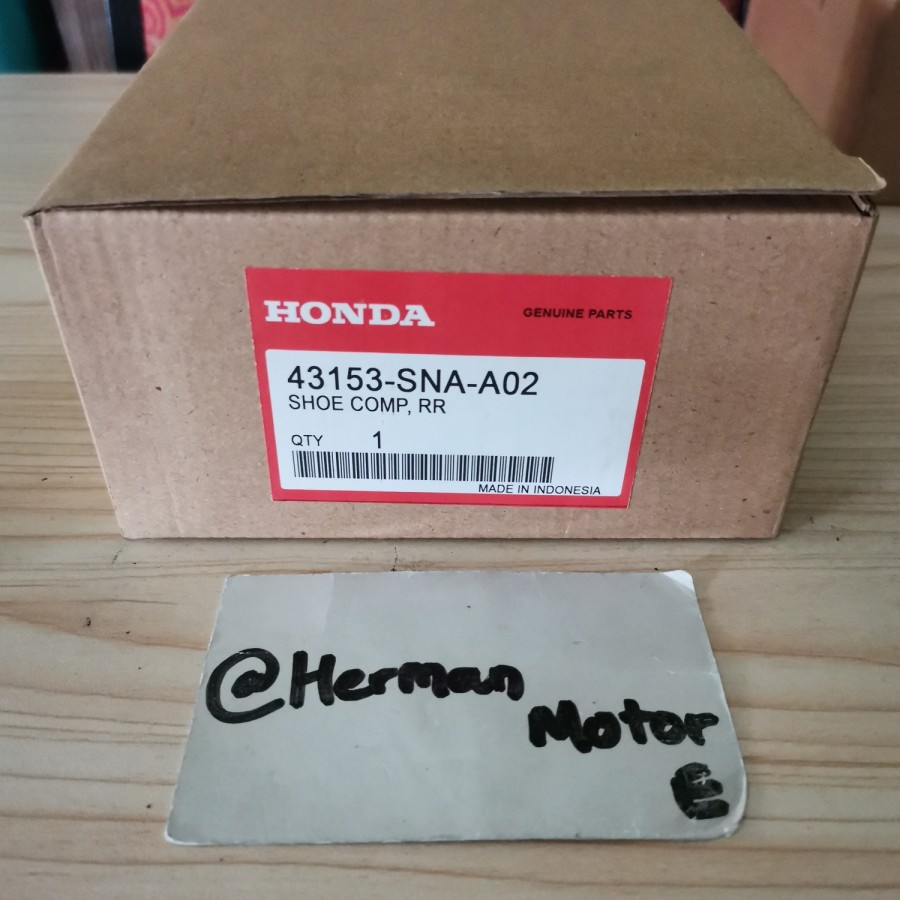 HONDA GENUINE PARTS
43153-SNA-A02
SHOE COMP, RR
QTY 1
MADE IN INDONESIA
@Herman
Motor
E